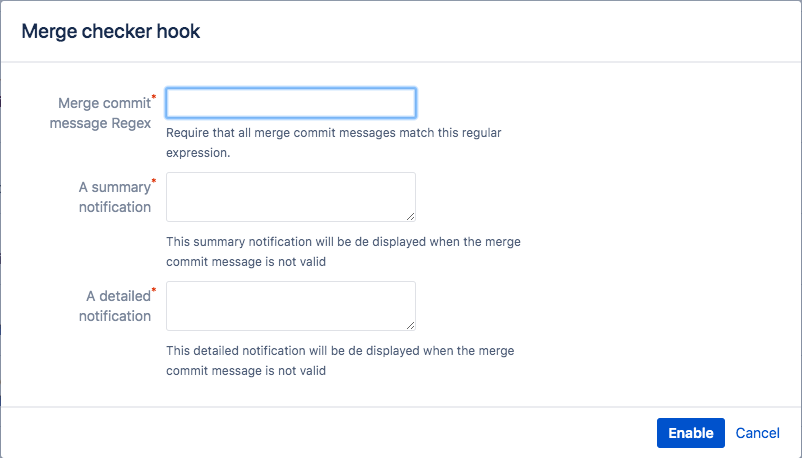 Merge checker hook
Merge commit*
message Regex
Require that all merge commit messages match this regular
expression.
A summary*
notification
This summary notification will be de displayed when the merge
commit message is not valid
A detailed*
notification
This detailed notification will be de displayed when the merge
commit message is not valid
Enable Cancel